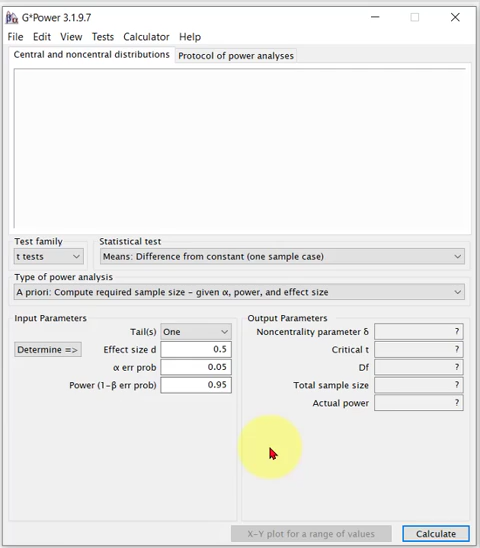 G*Power 3.1.9.7
File Edit View Tests Calculator Help
Central and noncentral distributions Protocol of power analyses
Test family Statistical test
t tests Means: Difference from constant (one sample case)
Type of power analysis
A priori: Compute required sample size - given α, power, and effect size
Input Parameters Output Parameters
Tail(s) One Noncentrality parameter δ ?
Determine => Effect size d 0.5 Critical t ?
α err prob 0.05 Df ?
Power (1-β err prob) 0.95 Total sample size ?
Actual power ?
X-Y plot for a range of values Calculate